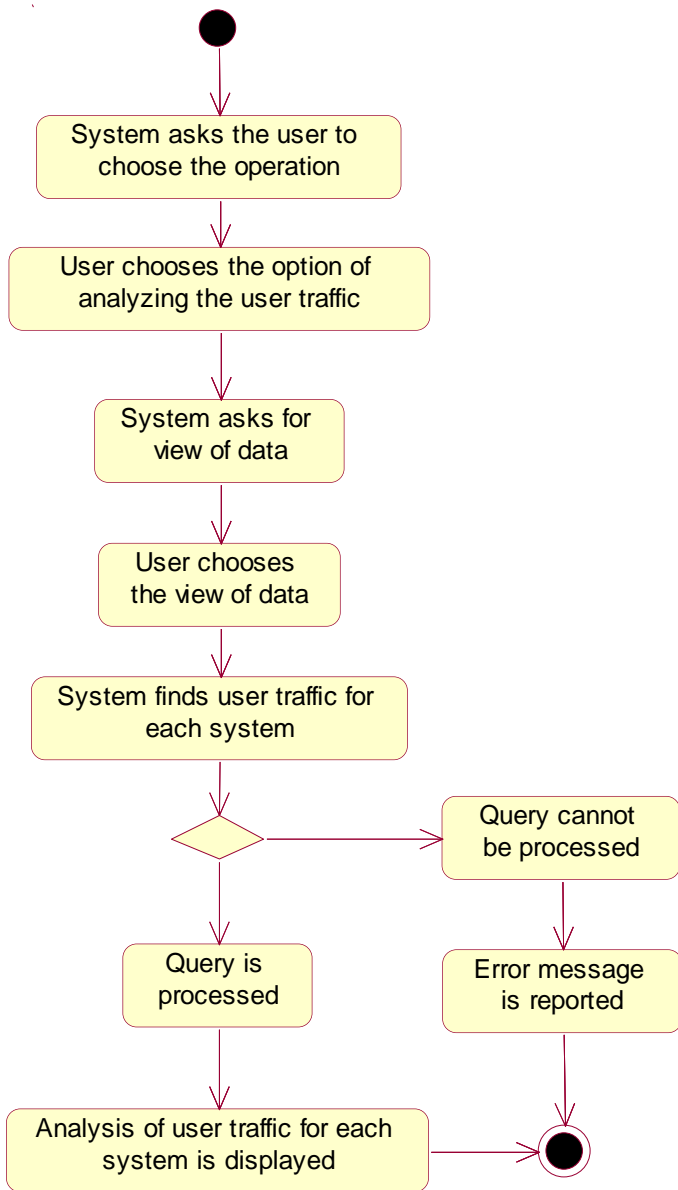 System asks the user to
choose the operation
User chooses the option of
analyzing the user traffic
System asks for
view of data
User chooses
the view of data
System finds user traffic for
each system
Query cannot
be processed
Query is
processed
Error message
is reported
Analysis of user traffic for each
system is displayed